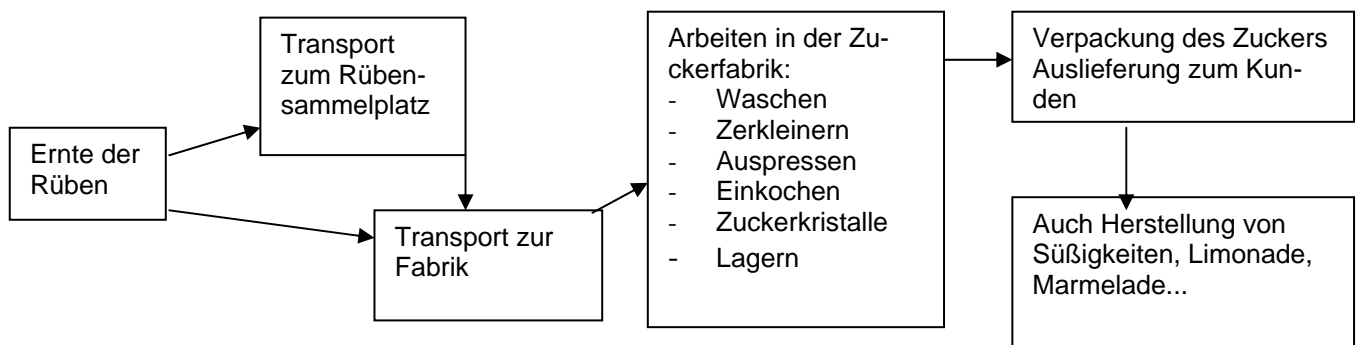 Ernte der
Rüben
Transport
zum Rüben-
sammelplatz
Transport zur
Fabrik
Arbeiten in der Zu-
ckerfabrik:
- Waschen
- Zerkleinern
- Auspressen
- Einkochen
- Zuckerkristalle
- Lagern
Verpackung des Zuckers
Auslieferung zum Kun-
den
Auch Herstellung von
Süßigkeiten, Limonade,
Marmelade...